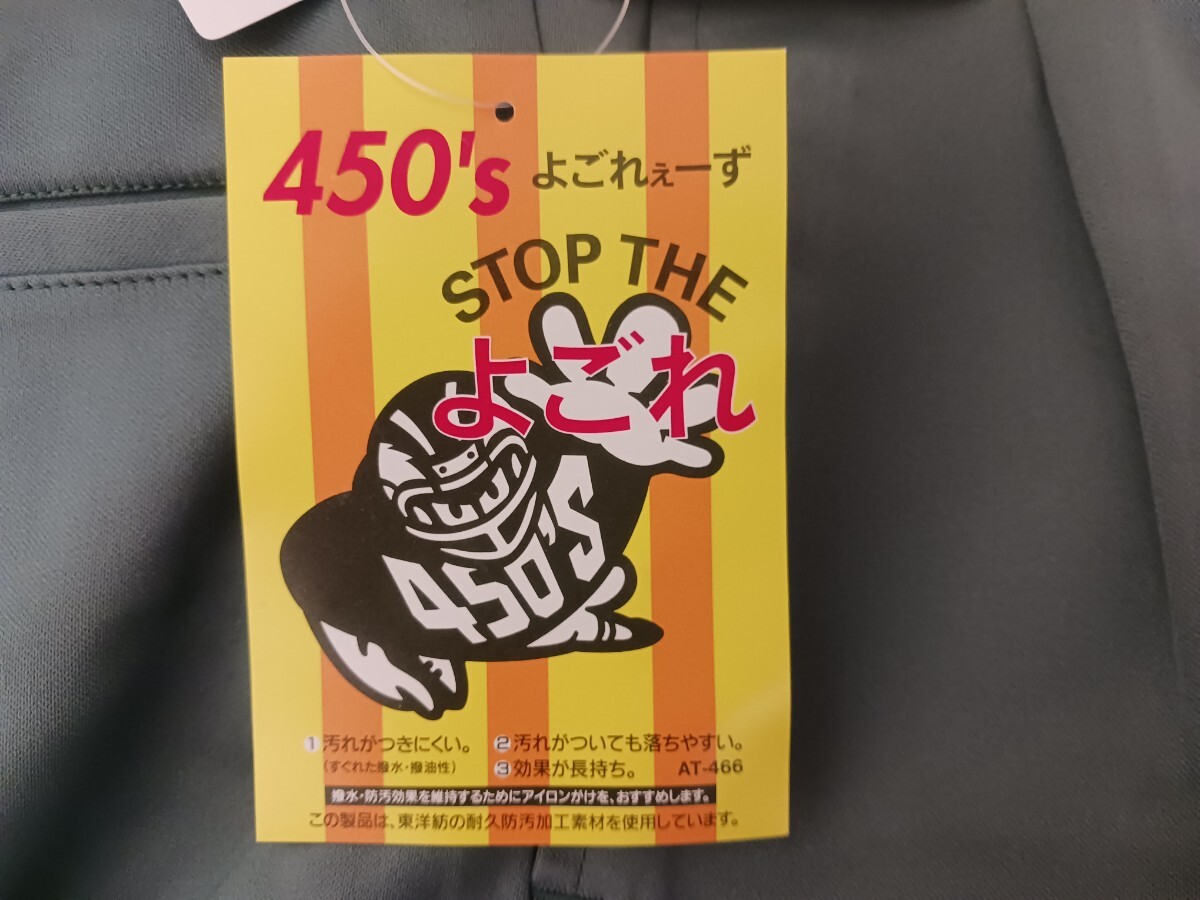 450's よごれぇーず
STOP THE
よごれ
450'S
1 汚れがつきにくい。 2 汚れがついても落ちやすい。
(すぐれた撥水・撥油性) 3 効果が長持ち。 AT-466
撥水・防汚効果を維持するためにアイロンがけを、おすすめします。
この製品は、東洋紡の耐久防汚加工素材を使用しています。